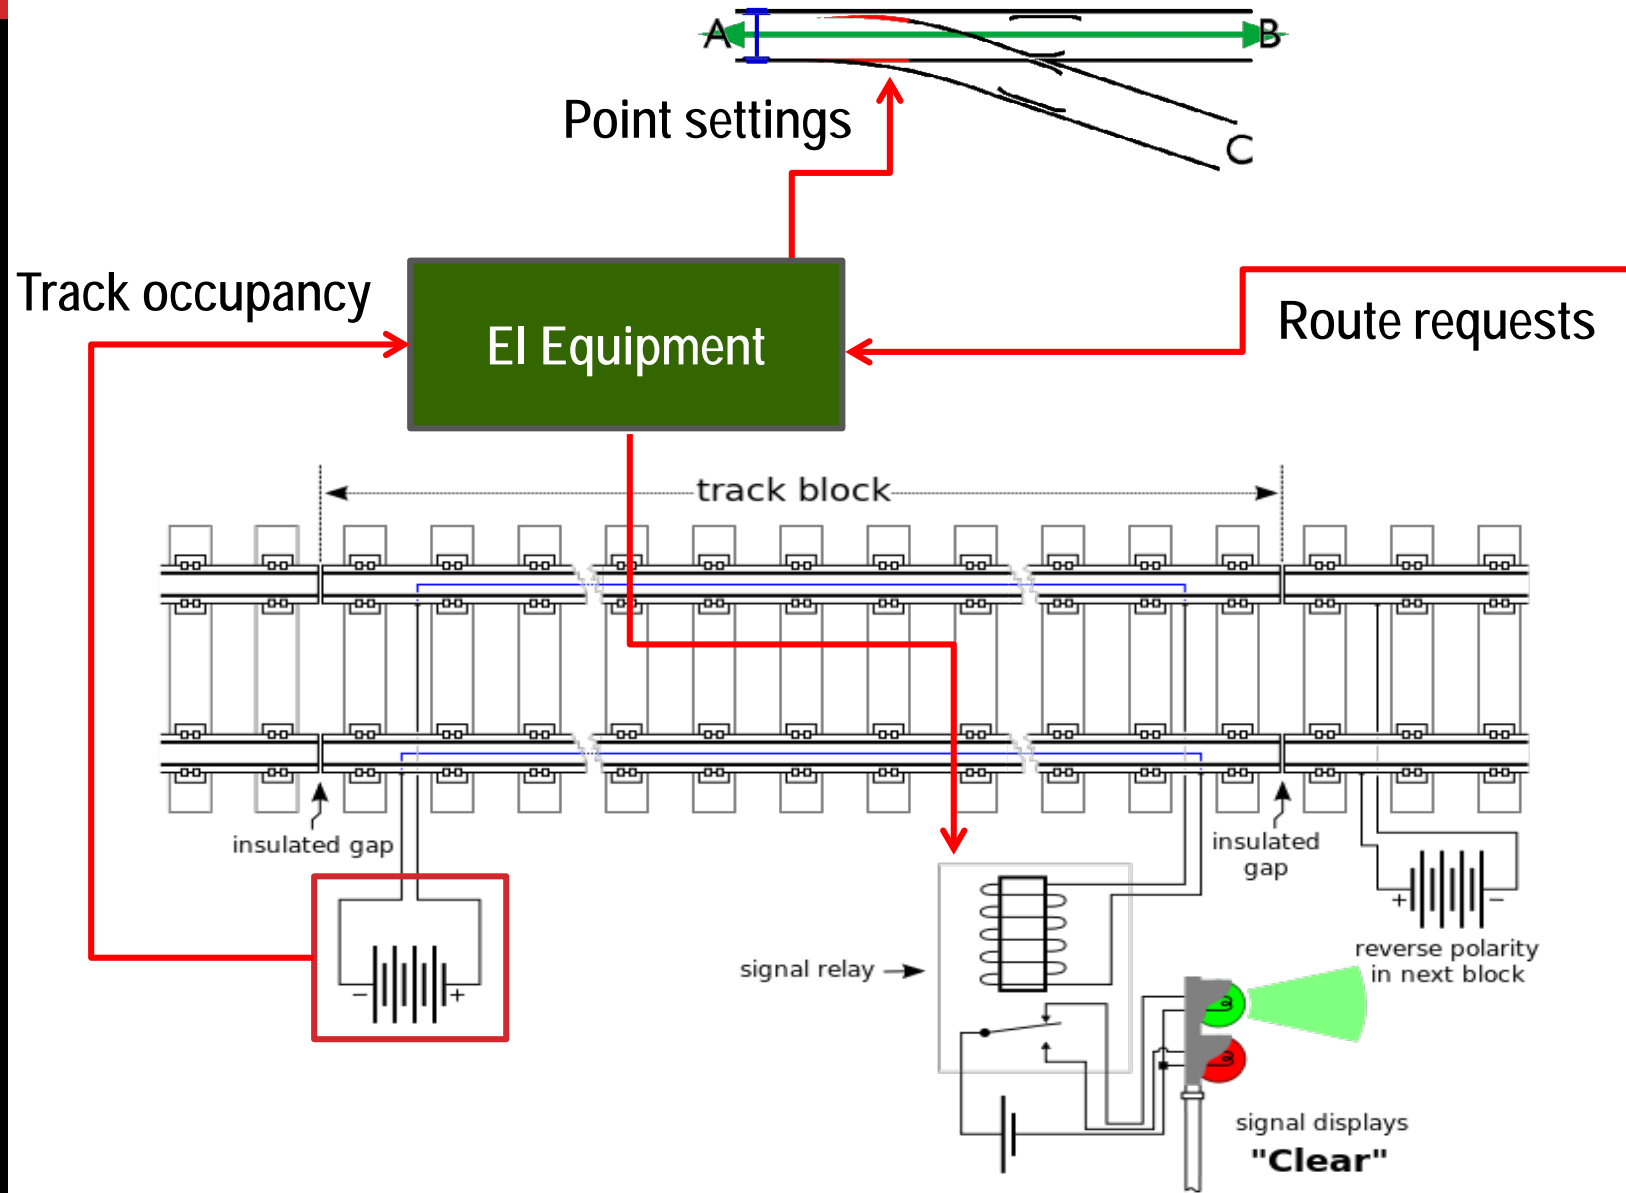 A
B
Point settings
C
Track occupancy
EI Equipment
Route requests
track block
insulated gap
insulated
gap
+
−
reverse polarity
in next block
signal relay
−
+
signal displays
"Clear"